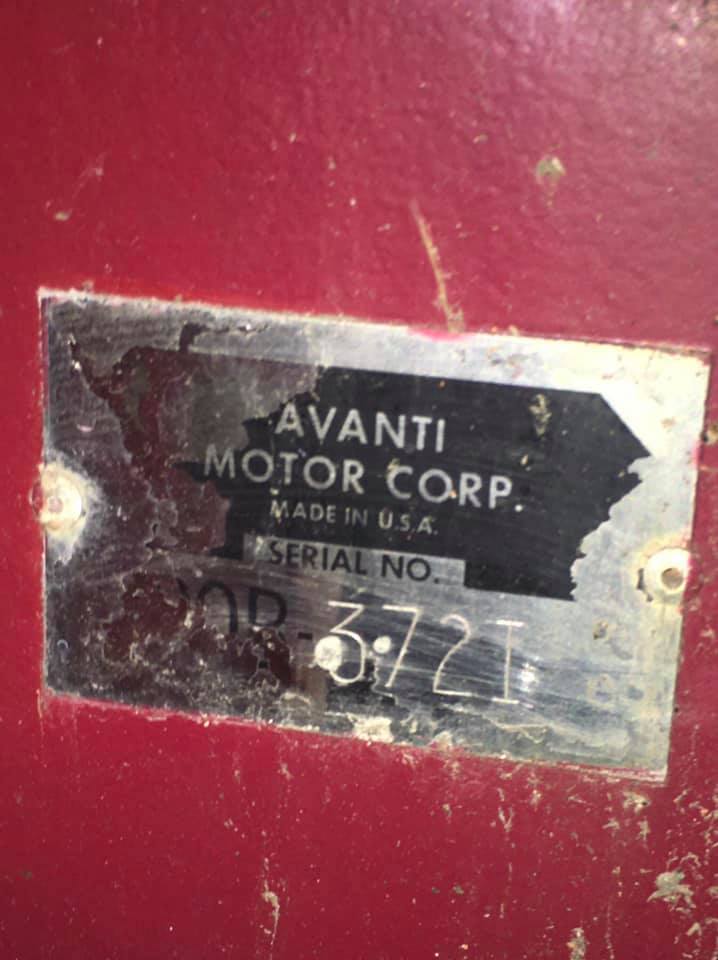 AVANTI
MOTOR CORP.
MADE IN U.S.A.
SERIAL NO.
3721